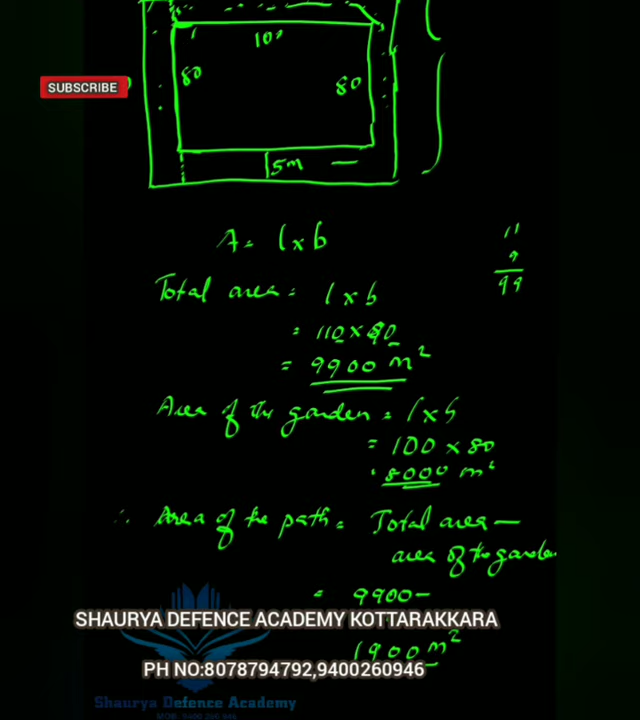 100
80
80
SUBSCRIBE
5m
A = l x b
11
9
99
Total area = l x b
= 110 x 90
= 9900 m²
Area of the garden = l x b
= 100 x 80
= 8000 m²
∴ Area of the path = Total area -
area of the garden
= 9900 -
SHAURYA DEFENCE ACADEMY KOTTARAKKARA
1900 m²
PH NO:8078794792,9400260946
Shaurya Defence Academy